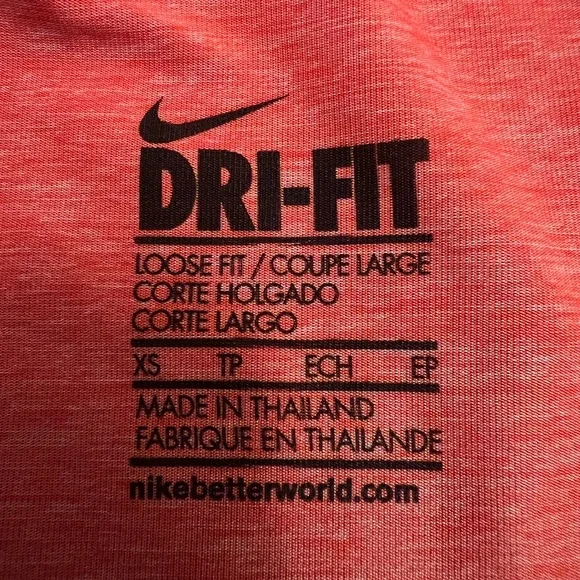 DRI-FIT
LOOSE FIT / COUPE LARGE
CORTE HOLGADO
CORTE LARGO
XS TP ECH EP
MADE IN THAILAND
FABRIQUE EN THAILANDE
nikebetterworld.com